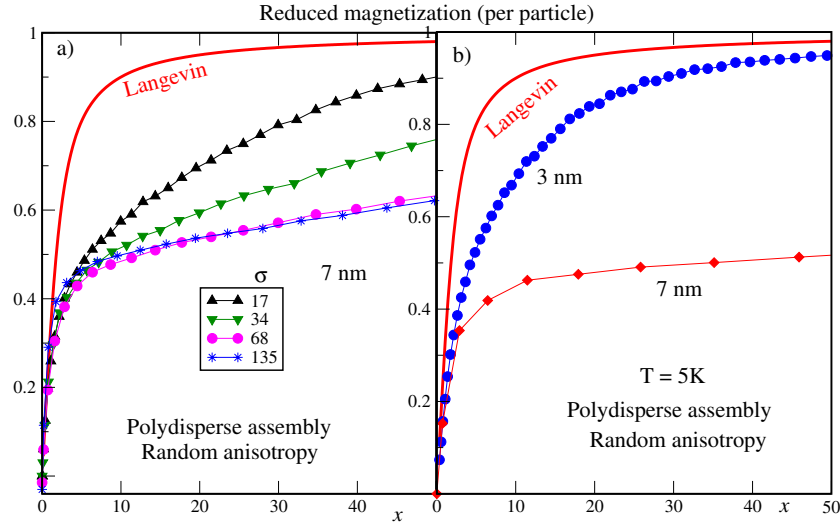 Reduced magnetization (per particle)
a)
Langevin
1
0.8
0.6
0.4
0.2
σ
17
34
68
135
7 nm
Polydisperse assembly
Random anisotropy
0
10
20
30
40
x
b)
Langevin
3 nm
7 nm
T = 5K
Polydisperse assembly
Random anisotropy
1
0.8
0.6
0.4
0.2
0
10
20
30
x
40
50